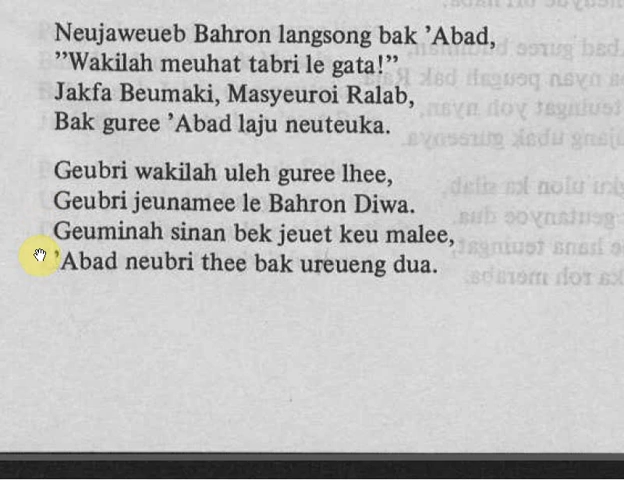 Neujaweueb Bahron langsong bak ’Abad,
”Wakilah meuhat tabri le gata!”
Jakfa Beumaki, Masyeuroi Ralab,
Bak guree ’Abad laju neuteuka.
Geubri wakilah uleh guree lhee,
Geubri jeunamee le Bahron Diwa.
Geuminah sinan bek jeuet keu malee,
’Abad neubri thee bak ureueng dua.